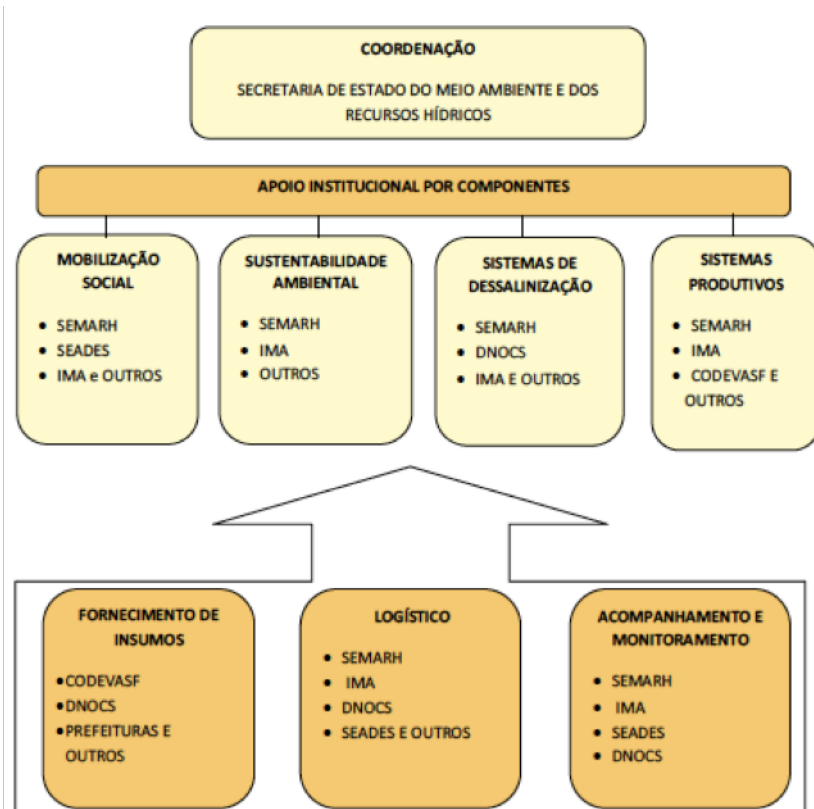 COORDENAÇÃO
SECRETARIA DE ESTADO DO MEIO AMBIENTE E DOS
RECURSOS HÍDRICOS
APOIO INSTITUCIONAL POR COMPONENTES
MOBILIZAÇÃO
SOCIAL
• SEMARH
• SEADES
• IMA e OUTROS
SUSTENTABILIDADE
AMBIENTAL
• SEMARH
• IMA
• OUTROS
SISTEMAS DE
DESSALINIZAÇÃO
• SEMARH
• DNOCS
• IMA E OUTROS
SISTEMAS
PRODUTIVOS
• SEMARH
• IMA
• CODEVASF E
OUTROS
FORNECIMENTO DE
INSUMOS
•CODEVASF
•DNOCS
•PREFEITURAS E
OUTROS
LOGÍSTICO
• SEMARH
• IMA
• DNOCS
• SEADES E OUTROS
ACOMPANHAMENTO E
MONITORAMENTO
• SEMARH
• IMA
• SEADES
• DNOCS